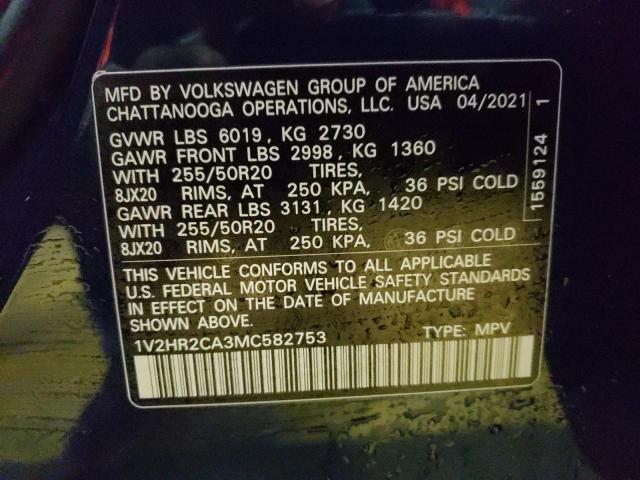 MFD BY VOLKSWAGEN GROUP OF AMERICA
CHATTANOOGA OPERATIONS, LLC. USA 04/2021
GVWR LBS 6019, KG 2730
GAWR FRONT LBS 2998, KG 1360
WITH 255/50R20 TIRES,
8JX20 RIMS, AT 250 KPA, 36 PSI COLD
GAWR REAR LBS 3131, KG 1420
WITH 255/50R20 TIRES,
8JX20 RIMS, AT 250 KPA, 36 PSI COLD
THIS VEHICLE CONFORMS TO ALL APPLICABLE
U.S. FEDERAL MOTOR VEHICLE SAFETY STANDARDS
IN EFFECT ON THE DATE OF MANUFACTURE
SHOWN ABOVE
1V2HR2CA3MC582753 TYPE: MPV
1559124 1